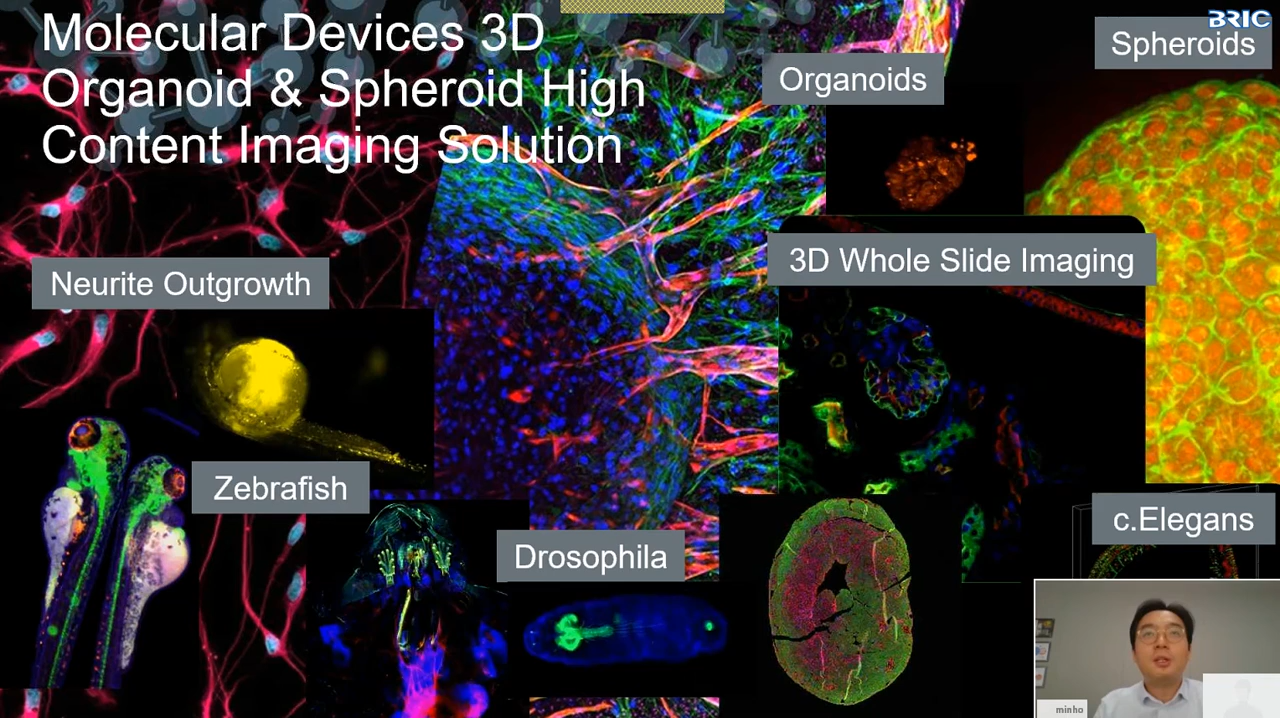 Molecular Devices 3D
Organoid & Spheroid High
Content Imaging Solution
BRIC
Spheroids
Organoids
3D Whole Slide Imaging
Neurite Outgrowth
Zebrafish
c.Elegans
Drosophila
minho